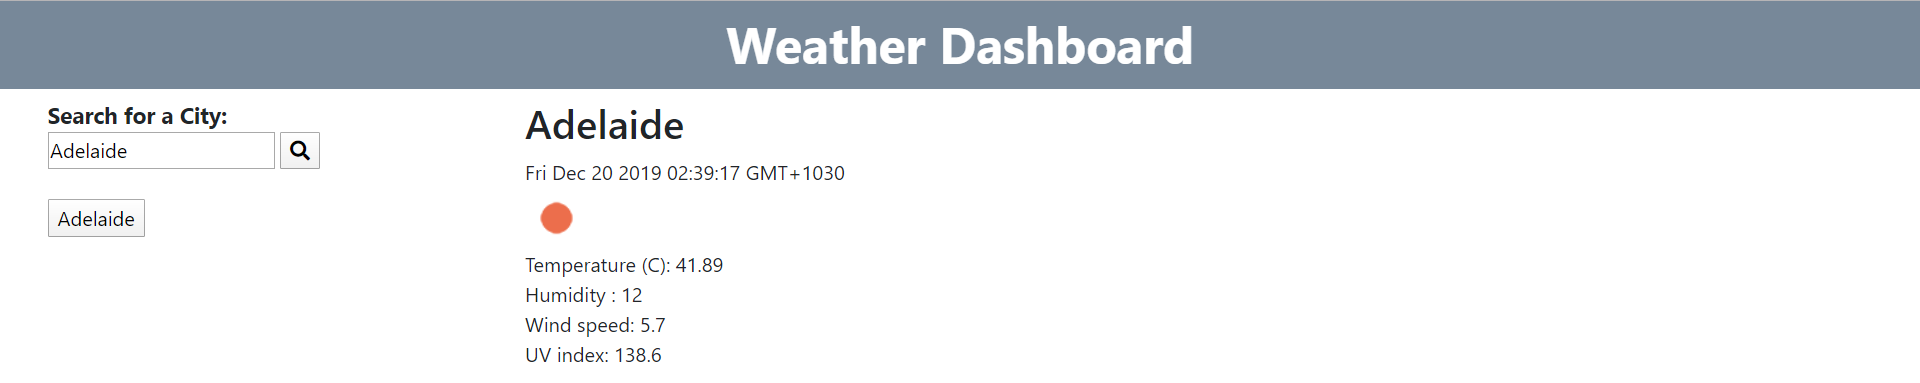 Weather Dashboard
Search for a City:
Adelaide
Adelaide
Adelaide
Fri Dec 20 2019 02:39:17 GMT+1030
Temperature (C): 41.89
Humidity : 12
Wind speed: 5.7
UV index: 138.6